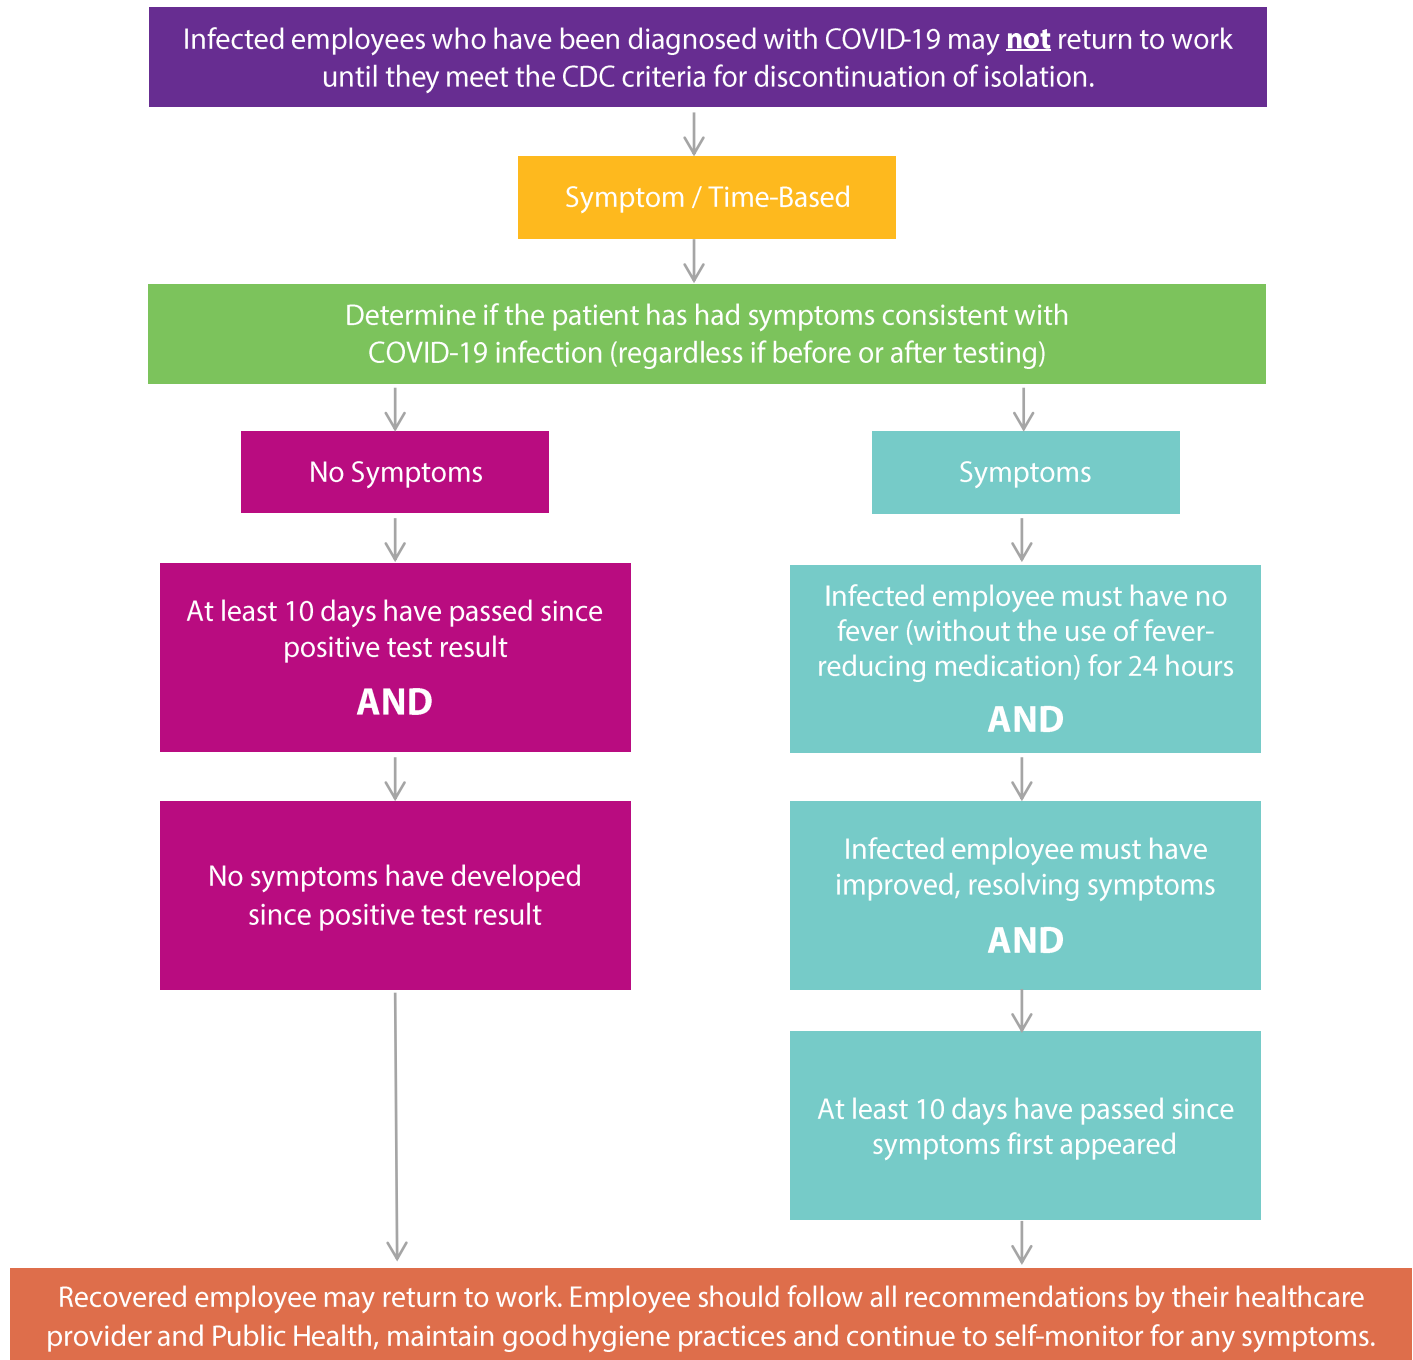 Infected employees who have been diagnosed with COVID-19 may not return to work
until they meet the CDC criteria for discontinuation of isolation.
Symptom / Time-Based
Determine if the patient has had symptoms consistent with
COVID-19 infection (regardless if before or after testing)
No Symptoms
Symptoms
At least 10 days have passed since
positive test result
AND
Infected employee must have no
fever (without the use of fever-
reducing medication) for 24 hours
AND
No symptoms have developed
since positive test result
Infected employee must have
improved, resolving symptoms
AND
At least 10 days have passed since
symptoms first appeared
Recovered employee may return to work. Employee should follow all recommendations by their healthcare
provider and Public Health, maintain good hygiene practices and continue to self-monitor for any symptoms.